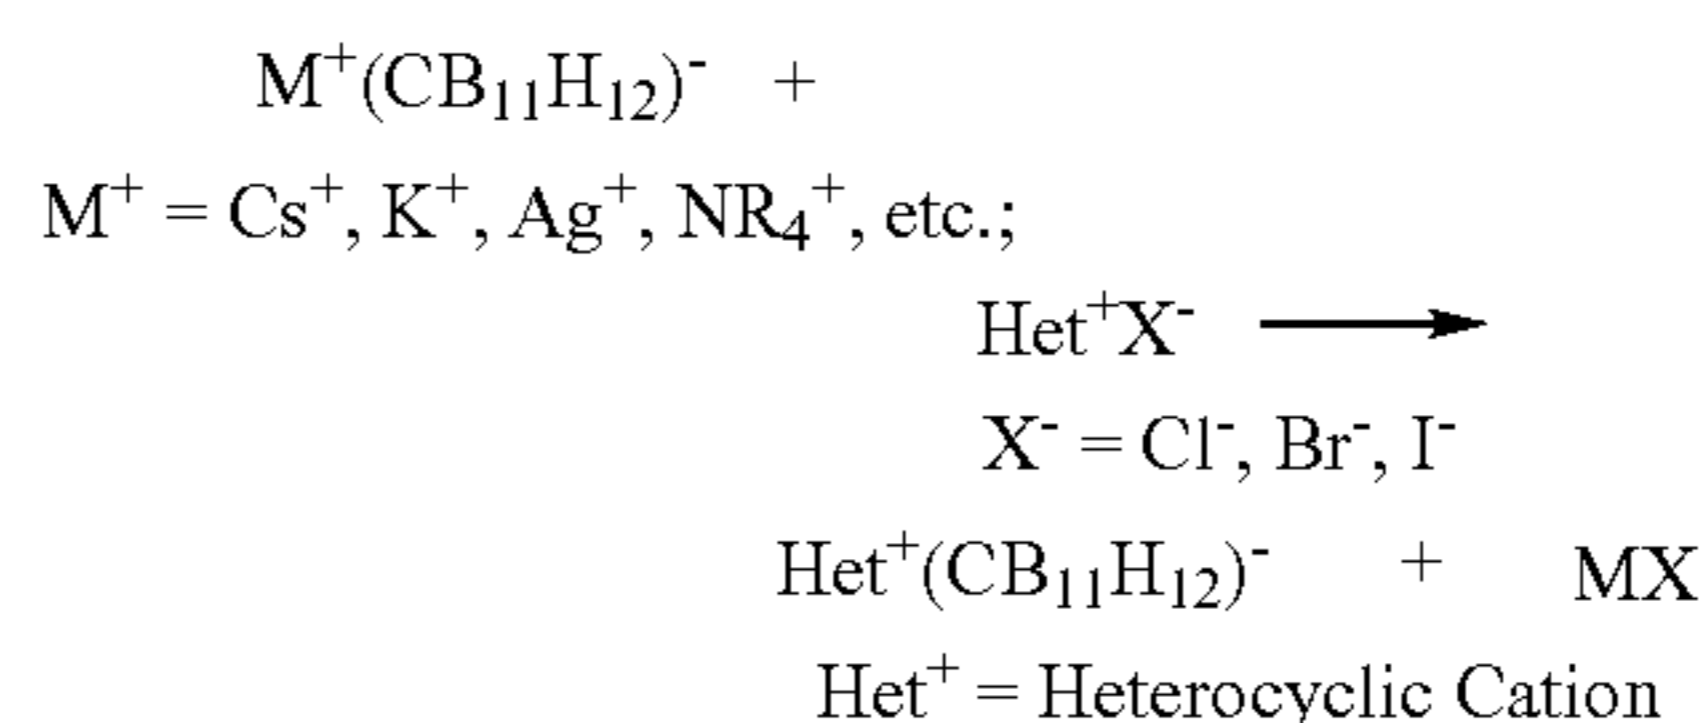 M⁺(CB₁₁H₁₂)⁻ +
M⁺ = Cs⁺, K⁺, Ag⁺, NR₄⁺, etc.;
Het⁺X⁻ ⟶
X⁻ = Cl⁻, Br⁻, I⁻
Het⁺(CB₁₁H₁₂)⁻ + MX
Het⁺ = Heterocyclic Cation